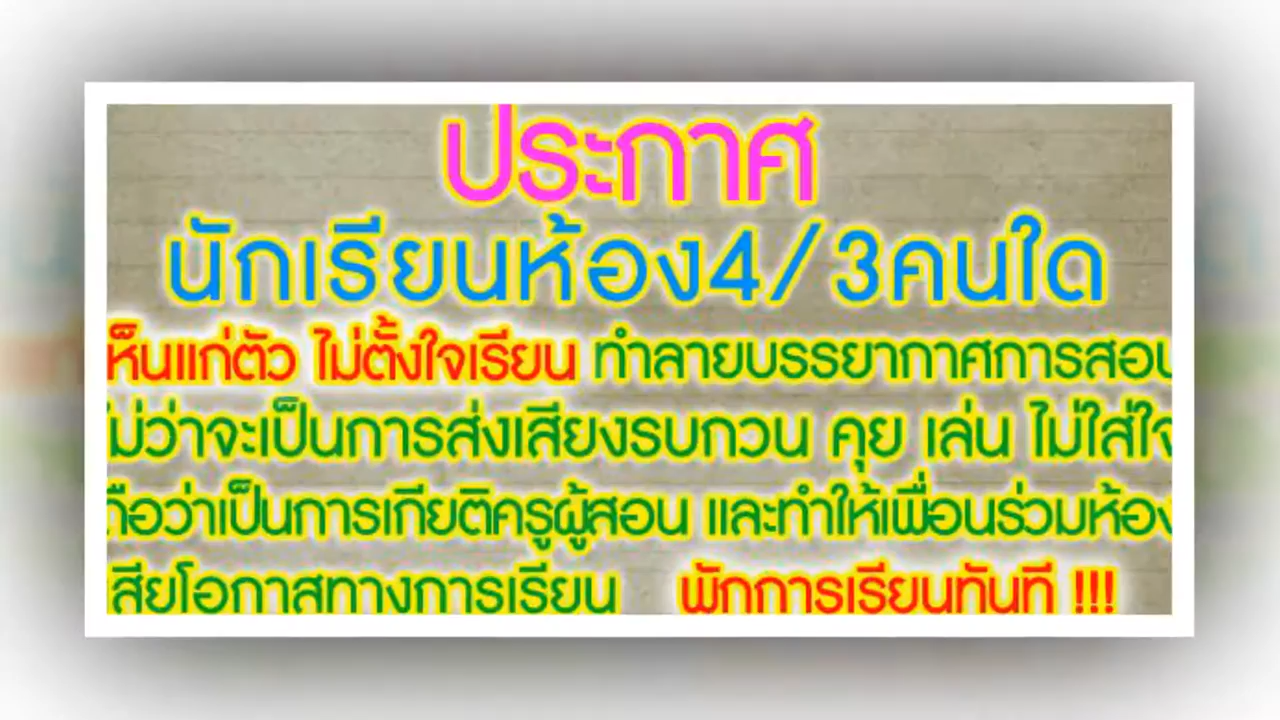 ประกาศ
นักเรียนห้อง4/3คนใด
เห็นแก่ตัว ไม่ตั้งใจเรียน ทำลายบรรยากาศการสอน
ไม่ว่าจะเป็นการส่งเสียงรบกวน คุย เล่น ไม่ใส่ใจ
ถือว่าเป็นการเกียติครูผู้สอน และทำให้เพื่อนร่วมห้อง
เสียโอกาสทางการเรียน พักการเรียนทันที !!!